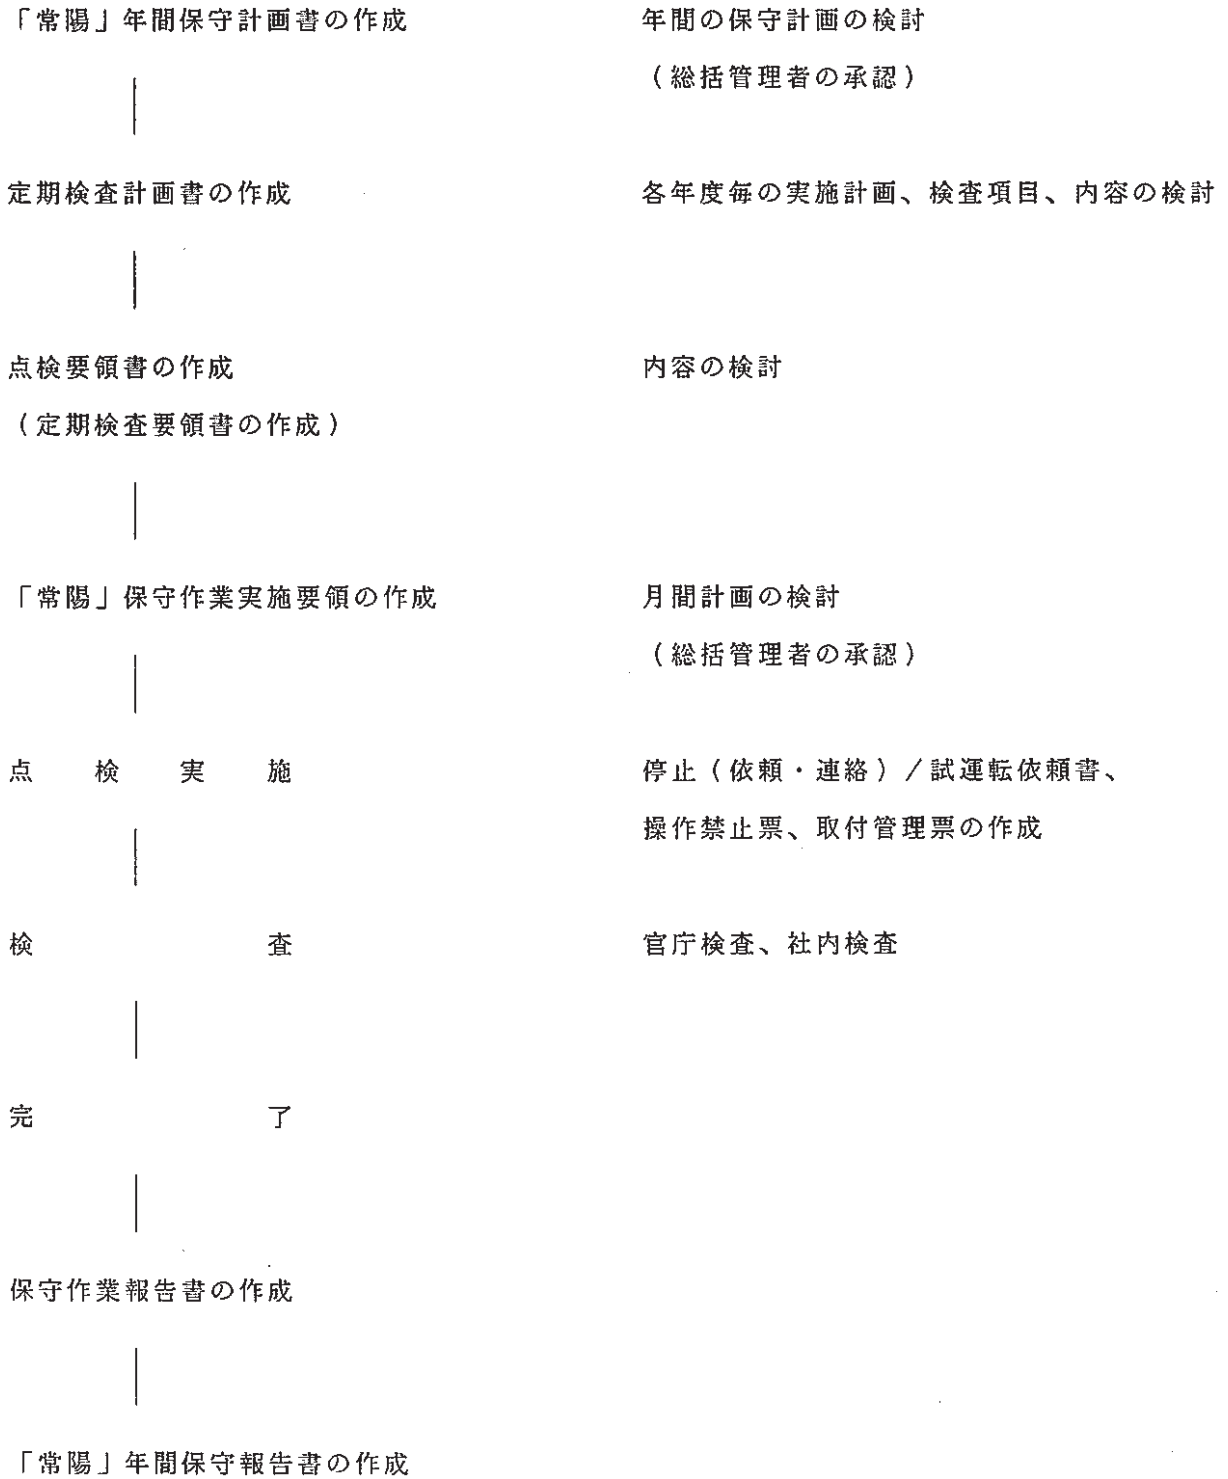 「常陽」年間保守計画書の作成 年間の保守計画の検討
（総括管理者の承認）
定期検査計画書の作成 各年度毎の実施計画、検査項目、内容の検討
点検要領書の作成 内容の検討
（定期検査要領書の作成）
「常陽」保守作業実施要領の作成 月間計画の検討
（総括管理者の承認）
点検実施 停止（依頼・連絡）／試運転依頼書、
操作禁止票、取付管理票の作成
検査 官庁検査、社内検査
完了
保守作業報告書の作成
「常陽」年間保守報告書の作成